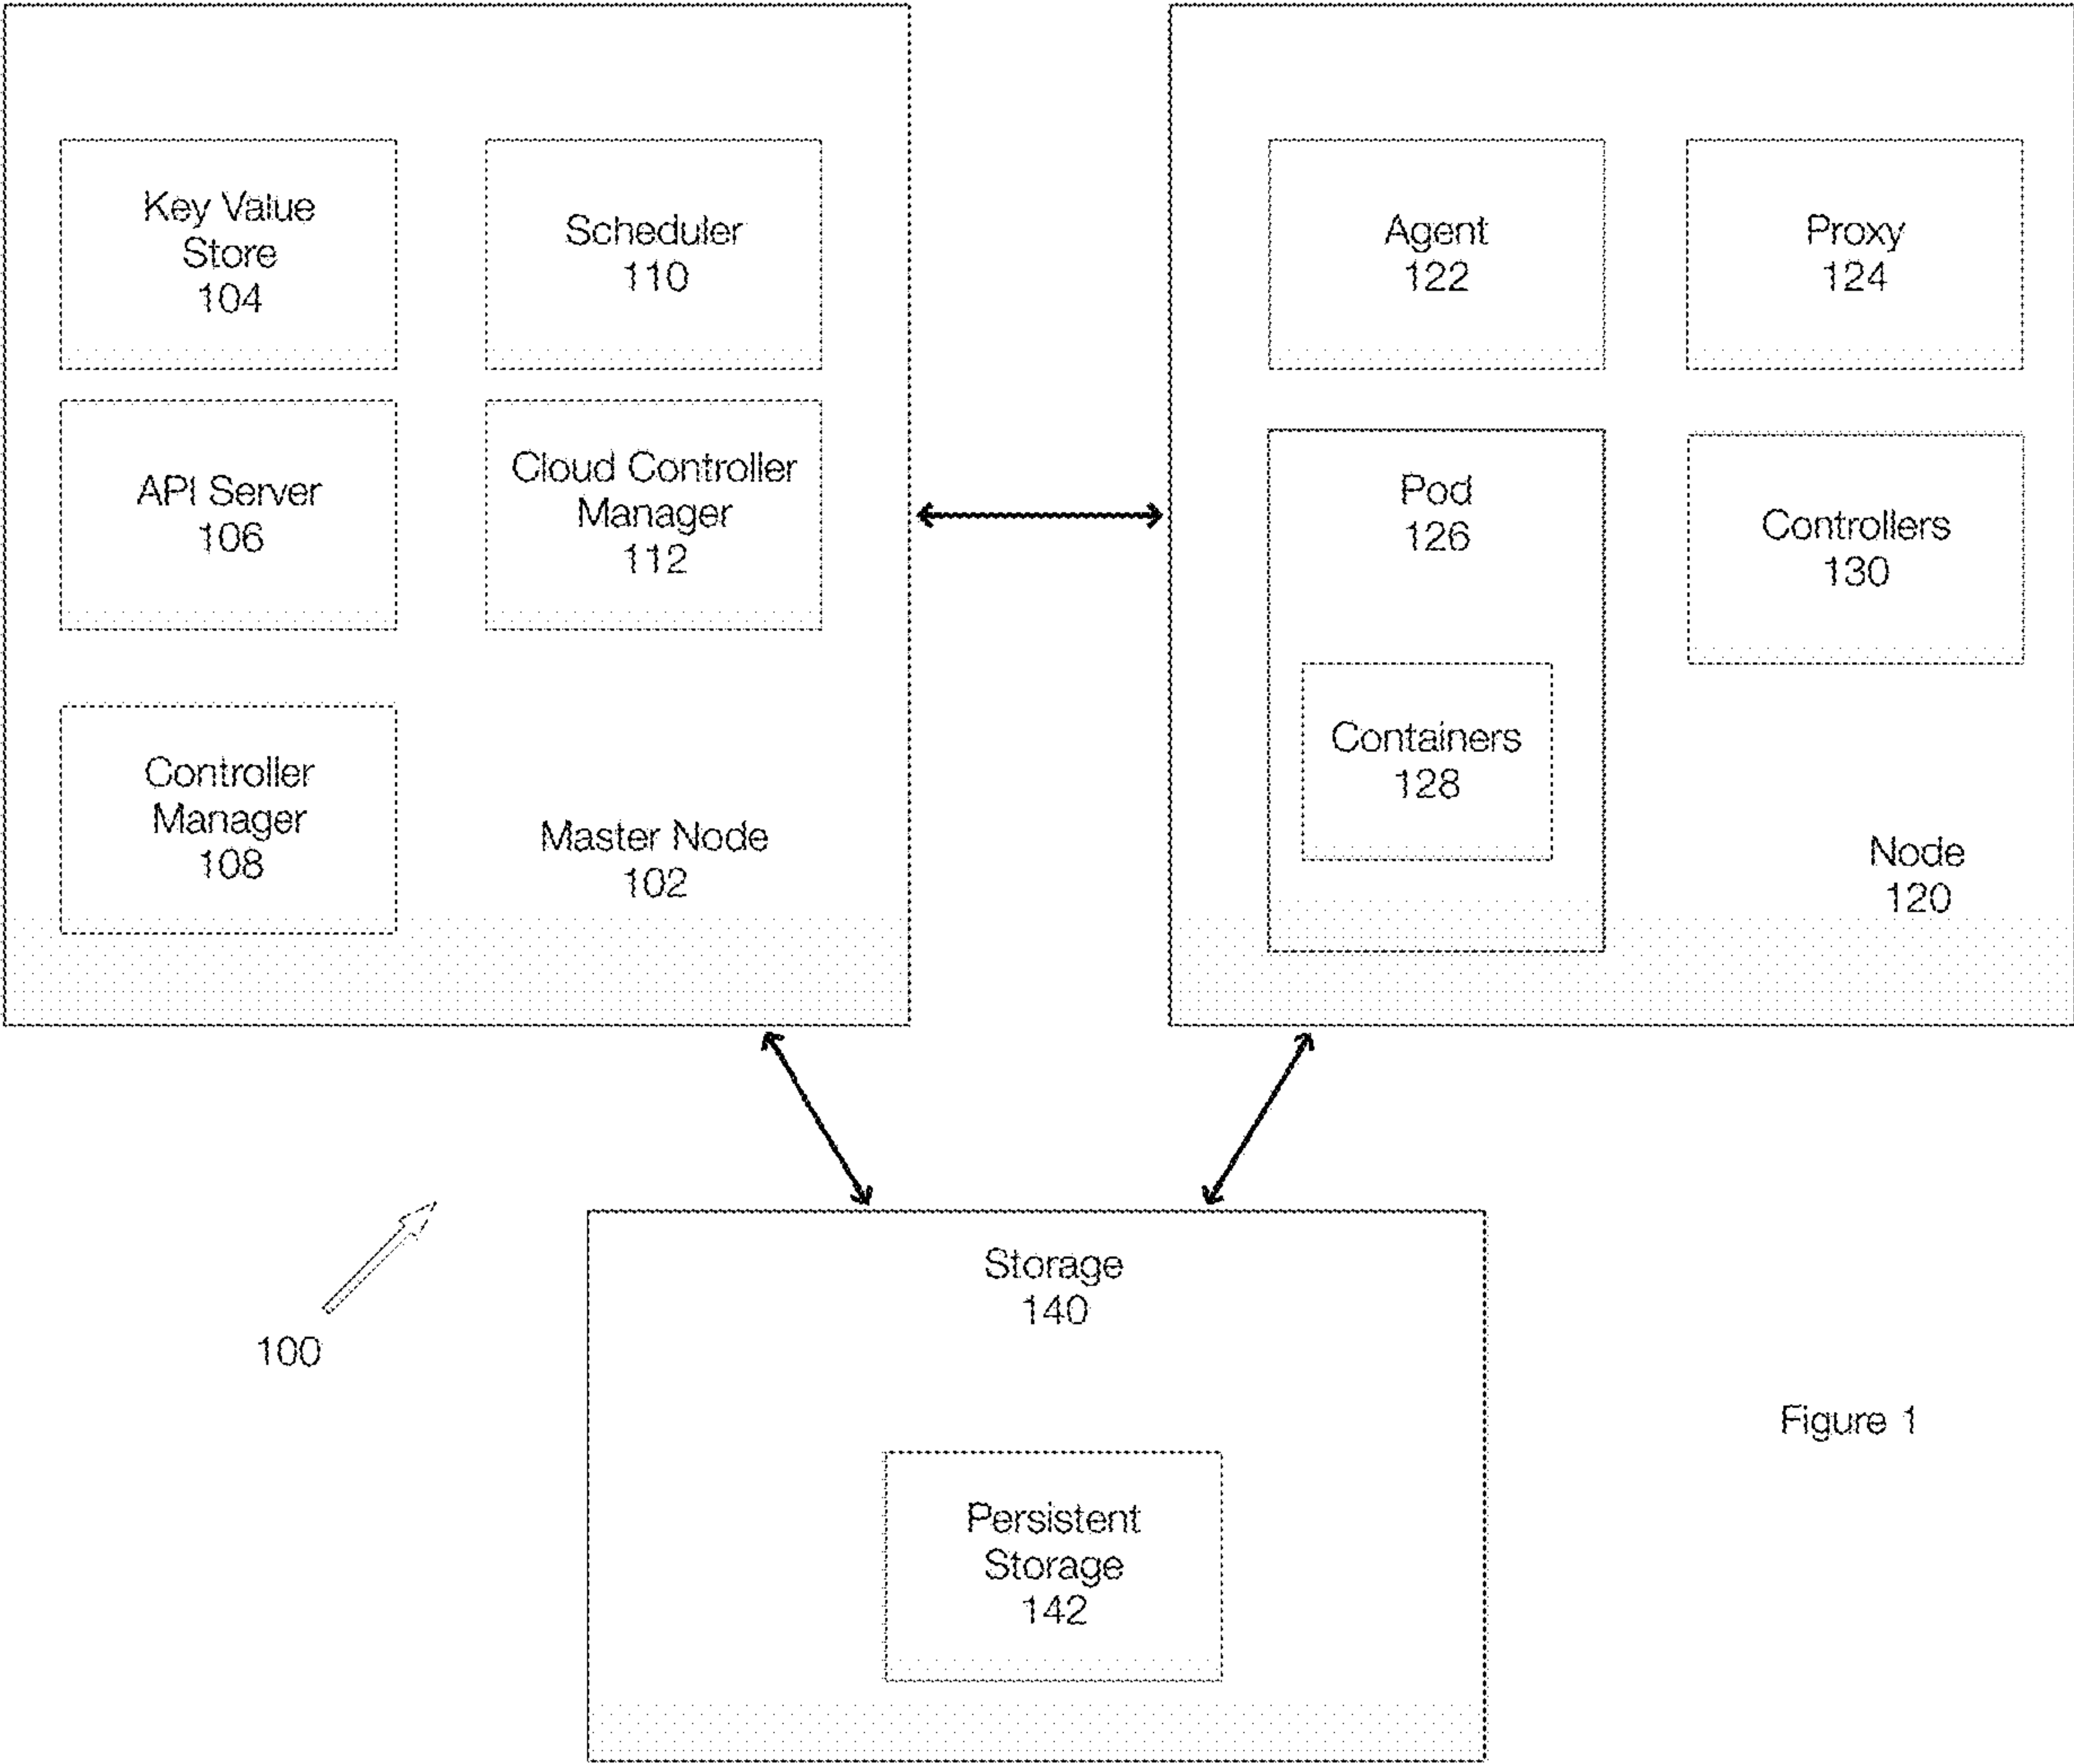 Key Value
Store
104
Scheduler
110
API Server
106
Cloud Controller
Manager
112
Controller
Manager
108
Master Node
102
Agent
122
Proxy
124
Pod
126
Controllers
130
Containers
128
Node
120
Storage
140
Persistent
Storage
142
100
Figure 1